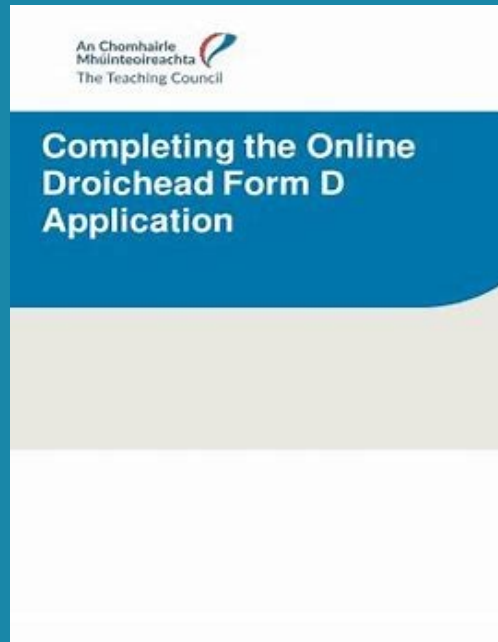 An Chomhairle
Mhúinteoireachta
The Teaching Council
Completing the Online
Droichead Form D
Application